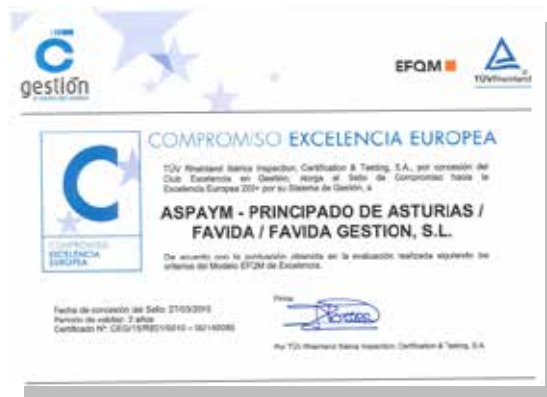 gestión
EFQM
TÜVRheinland
COMPROMISO EXCELENCIA EUROPEA
TÜV Rheinland Ibérica Inspection, Certification & Testing, S.A., por concesión del
Club Excelencia en Gestión, otorga el Sello de Compromiso hacia la
Excelencia Europea 200+ por su Sistema de Gestión, a
ASPAYM - PRINCIPADO DE ASTURIAS /
FAVIDA / FAVIDA GESTION, S.L.
De acuerdo con la puntuación obtenida en la evaluación realizada siguiendo los
criterios del Modelo EFQM de Excelencia.
COMPROMISO
EXCELENCIA
EUROPEA
Fecha de concesión del Sello:
Periodo de validez: 2 años
Certificado Nº:
Firma:
Por TÜV Rheinland Ibérica Inspection, Certification & Testing, S.A.